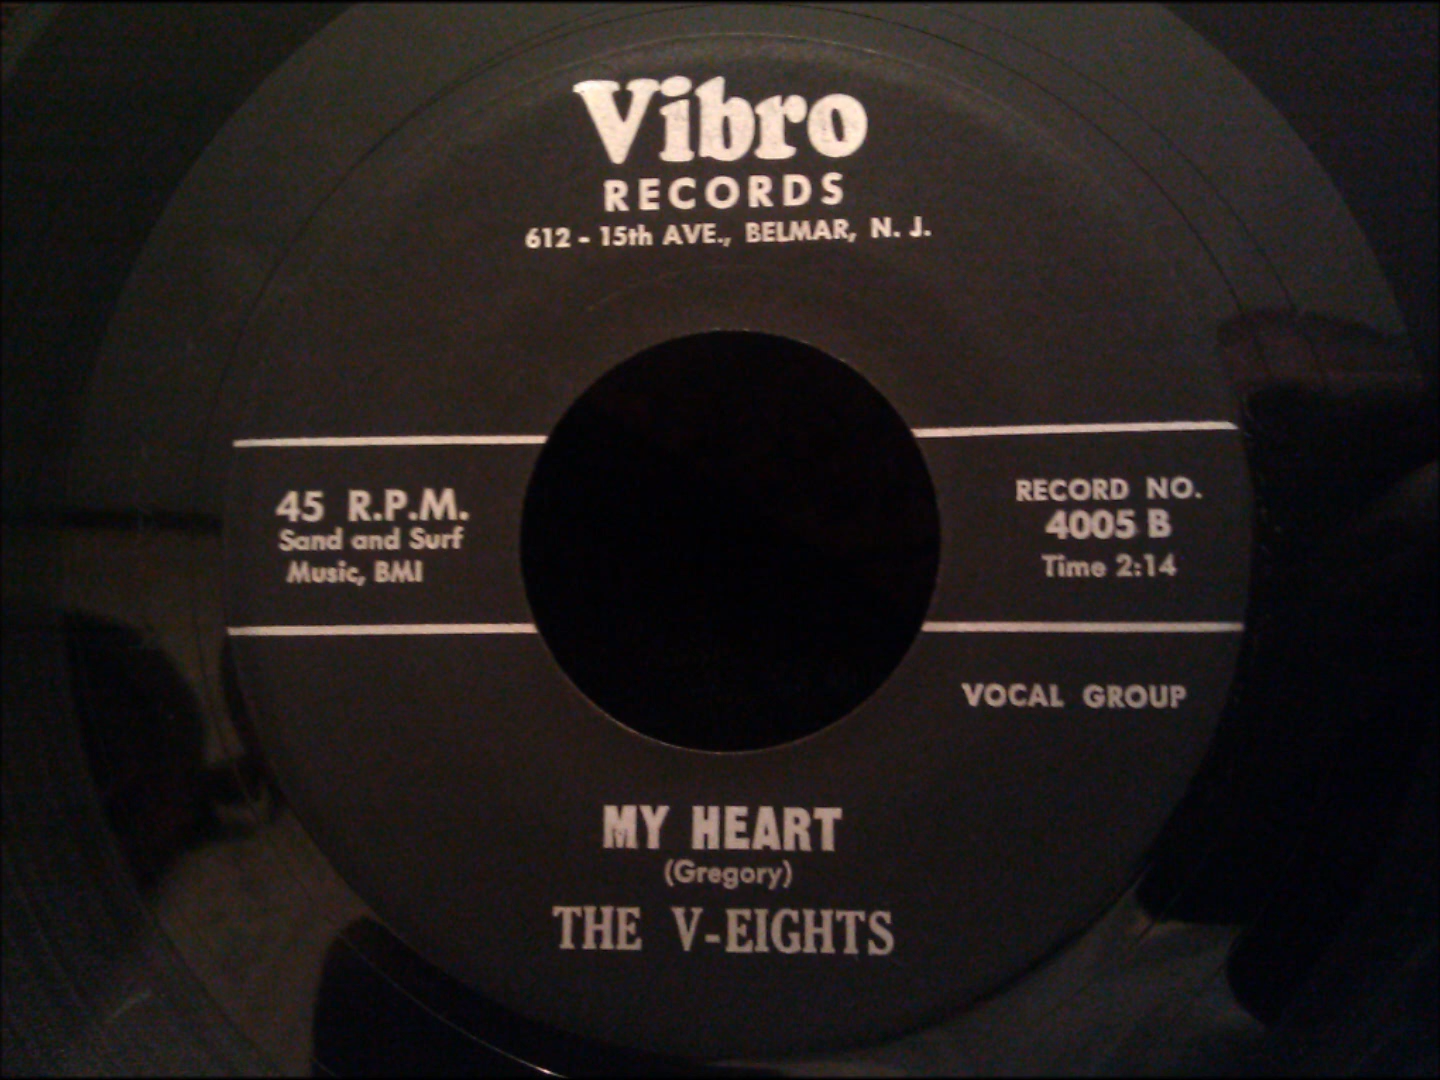 Vibro
RECORDS
612 - 15th AVE., BELMAR, N. J.
45 R.P.M.
Sand and Surf
Music, BMI
RECORD NO.
4005 B
Time 2:14
VOCAL GROUP
MY HEART
(Gregory)
THE V-EIGHTS